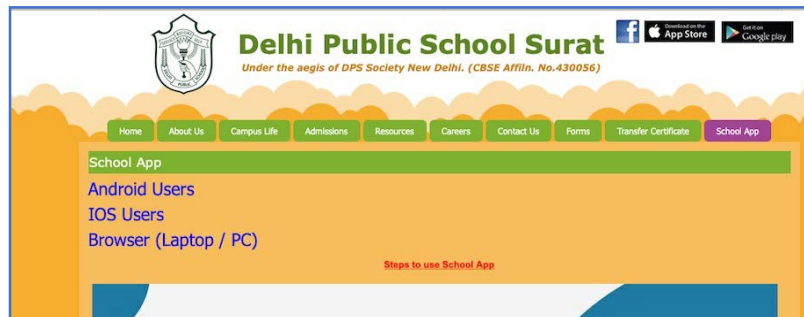 Delhi Public School Surat
Under the aegis of DPS Society New Delhi. (CBSE Affiln. No.430056)
Download on the App Store
Get it on Google play
Home About Us Campus Life Admissions Resources Careers Contact Us Forms Transfer Certificate School App
School App
Android Users
IOS Users
Browser (Laptop / PC)
Steps to use School App